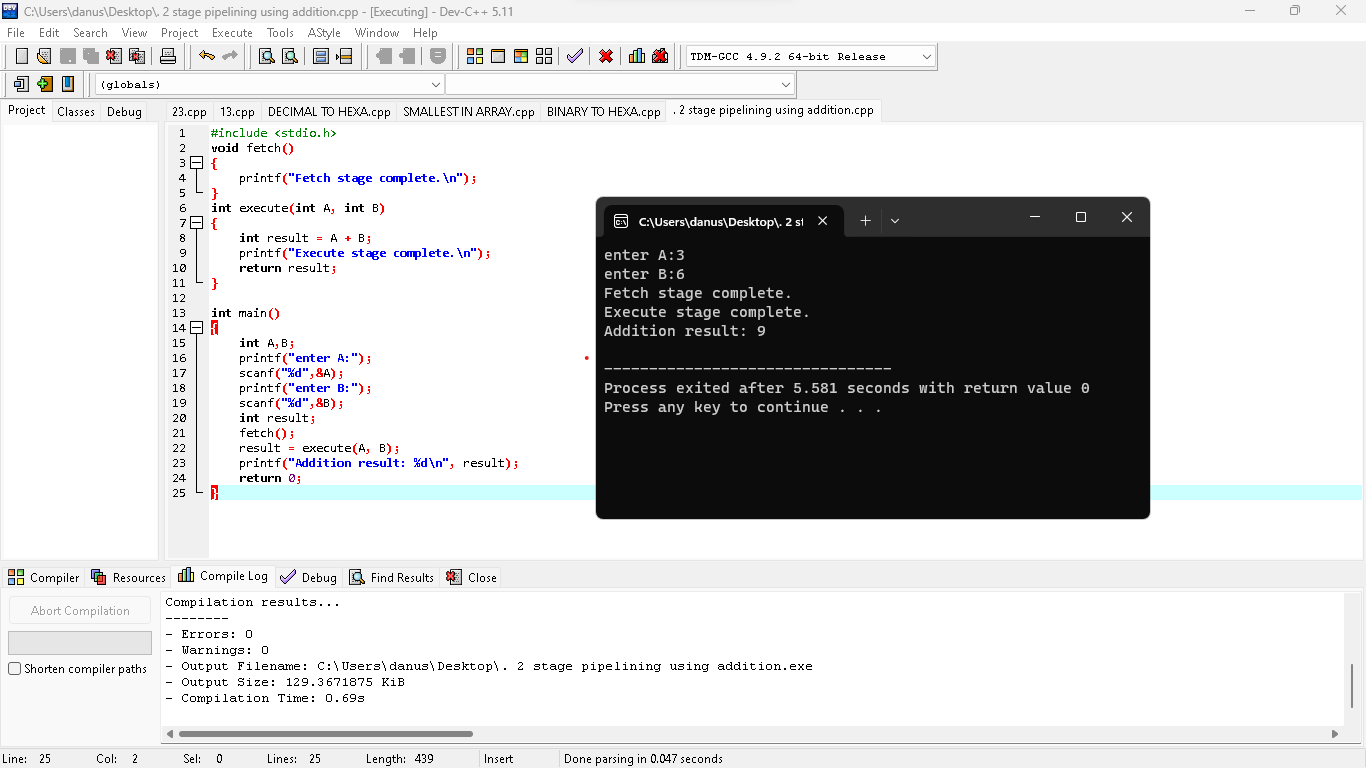 C:\Users\danus\Desktop\. 2 stage pipelining using addition.cpp - [Executing] - Dev-C++ 5.11
File Edit Search View Project Execute Tools AStyle Window Help
TDM-GCC 4.9.2 64-bit Release
(globals)
Project Classes Debug
23.cpp 13.cpp DECIMAL TO HEXA.cpp SMALLEST IN ARRAY.cpp BINARY TO HEXA.cpp . 2 stage pipelining using addition.cpp
1 #include <stdio.h>
2 void fetch()
3 {
4 printf("Fetch stage complete.\n");
5 }
6 int execute(int A, int B)
7 {
8 int result = A + B;
9 printf("Execute stage complete.\n");
10 return result;
11 }
12
13 int main()
14 {
15 int A,B;
16 printf("enter A:");
17 scanf("%d",&A);
18 printf("enter B:");
19 scanf("%d",&B);
20 int result;
21 fetch();
22 result = execute(A, B);
23 printf("Addition result: %d\n", result);
24 return 0;
25 }
C:\Users\danus\Desktop\. 2 st
enter A:3
enter B:6
Fetch stage complete.
Execute stage complete.
Addition result: 9
--------------------------------
Process exited after 5.581 seconds with return value 0
Press any key to continue . . .
Compiler Resources Compile Log Debug Find Results Close
Abort Compilation
Shorten compiler paths
Compilation results...
--------
- Errors: 0
- Warnings: 0
- Output Filename: C:\Users\danus\Desktop\. 2 stage pipelining using addition.exe
- Output Size: 129.3671875 KiB
- Compilation Time: 0.69s
Line: 25 Col: 2 Sel: 0 Lines: 25 Length: 439 Insert Done parsing in 0.047 seconds